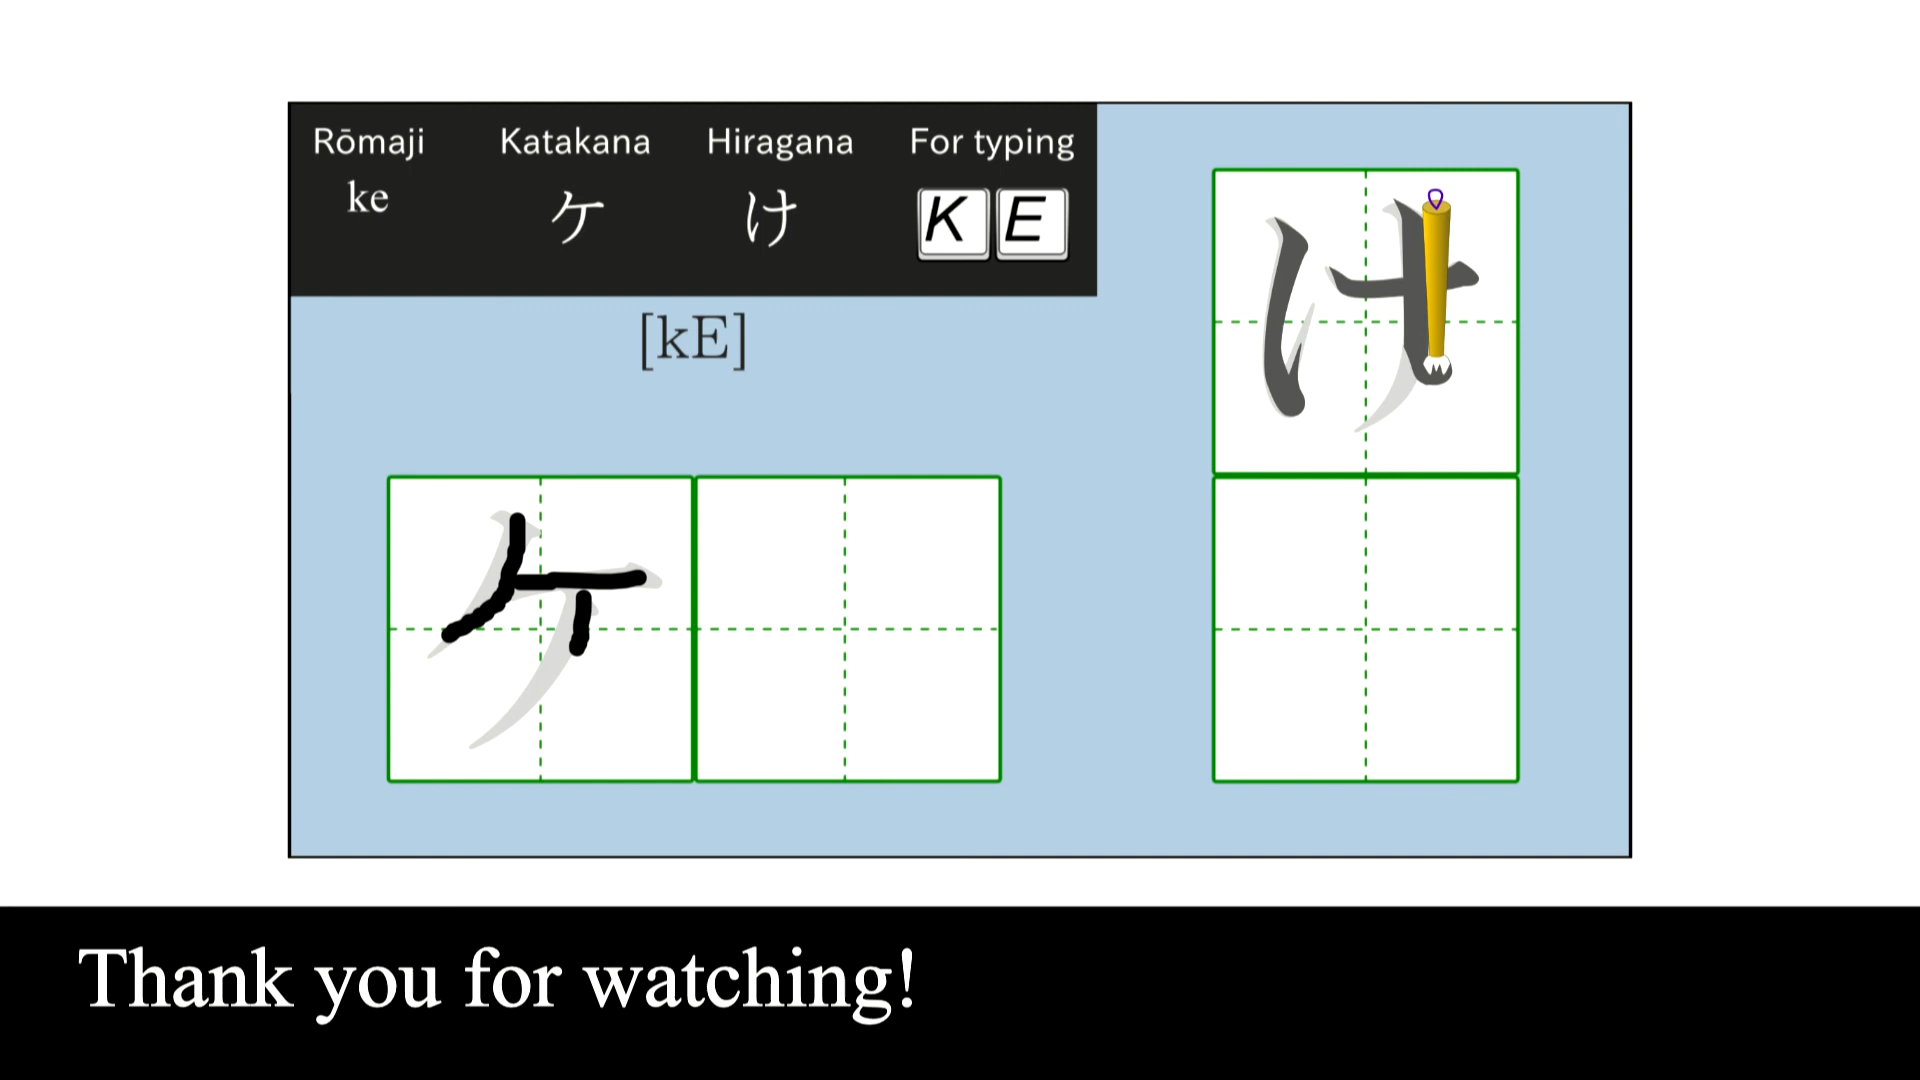 Rōmaji Katakana Hiragana For typing
ke ケ け K E
[kE]
け
ケ
Thank you for watching!